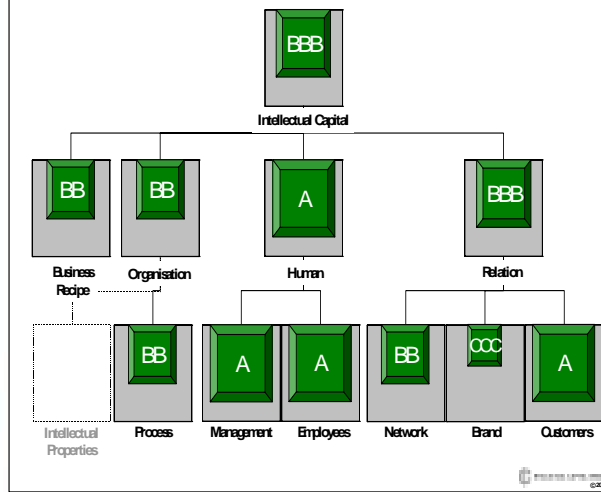 BBB
Intellectual Capital
BB
BB
A
BBB
Business
Recipe
Organisation
Human
Relation
BB
A
A
BB
CCC
A
Intellectual
Properties
Process
Management
Employees
Network
Brand
Customers